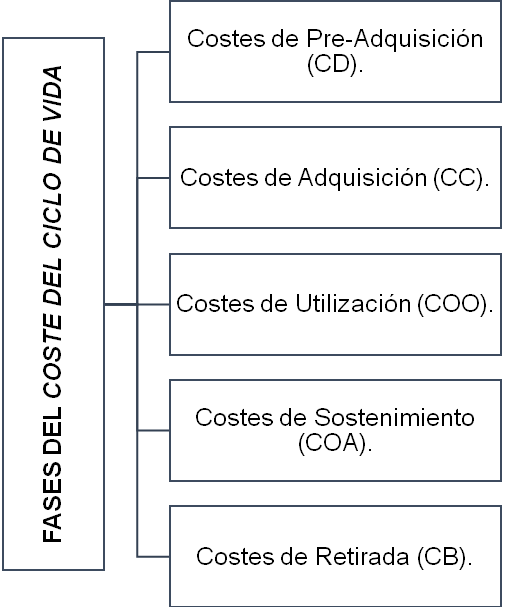 FASES DEL COSTE DEL CICLO DE VIDA
Costes de Pre-Adquisición
(CD).
Costes de Adquisición (CC).
Costes de Utilización (COO).
Costes de Sostenimiento
(COA).
Costes de Retirada (CB).